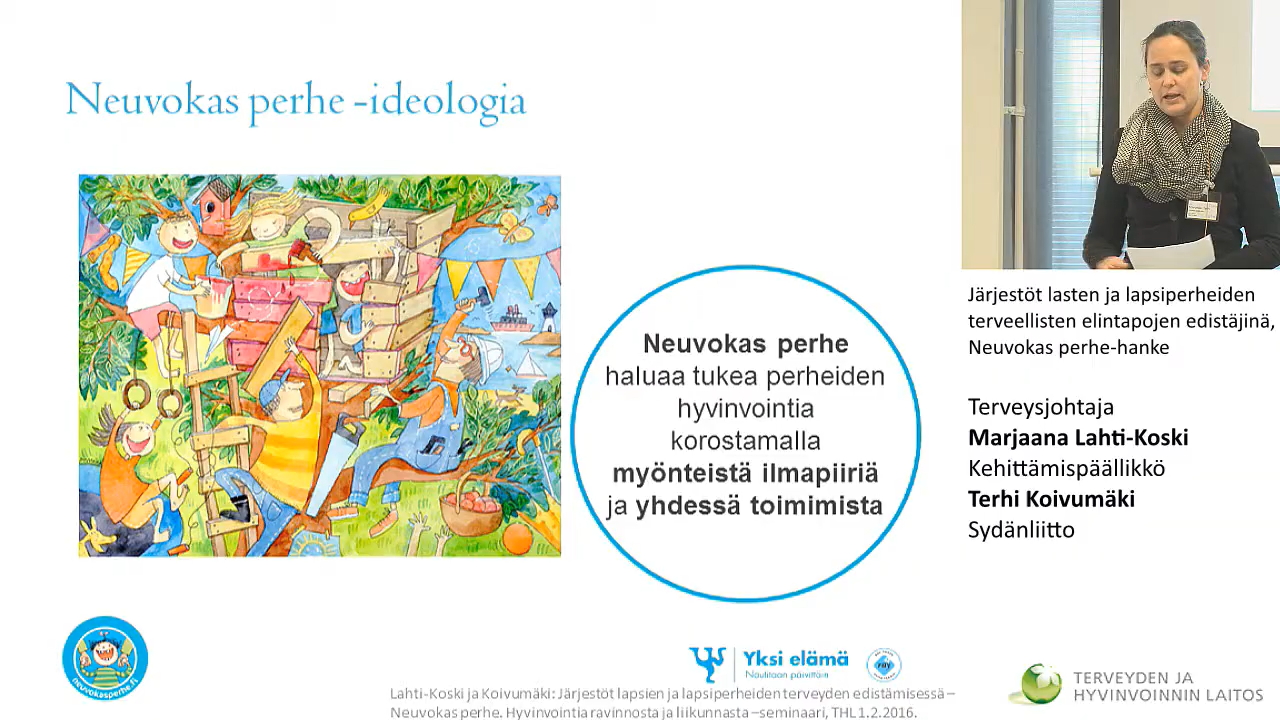 Neuvokas perhe -ideologia
Neuvokas perhe
haluaa tukea perheiden
hyvinvointia
korostamalla
myönteistä ilmapiiriä
ja yhdessä toimimista
Järjestöt lasten ja lapsiperheiden
terveellisten elintapojen edistäjinä,
Neuvokas perhe-hanke
Terveysjohtaja
Marjaana Lahti-Koski
Kehittämispäällikkö
Terhi Koivumäki
Sydänliitto
neuvokasperhe.fi
Yksi elämä
Nautitaan päivittäin
Lahti-Koski ja Koivumäki: Järjestöt lapsien ja lapsiperheiden terveyden edistämisessä –
Neuvokas perhe. Hyvinvointia ravinnosta ja liikunnasta –seminaari, THL 1.2.2016.
TERVEYDEN JA
HYVINVOINNIN LAITOS